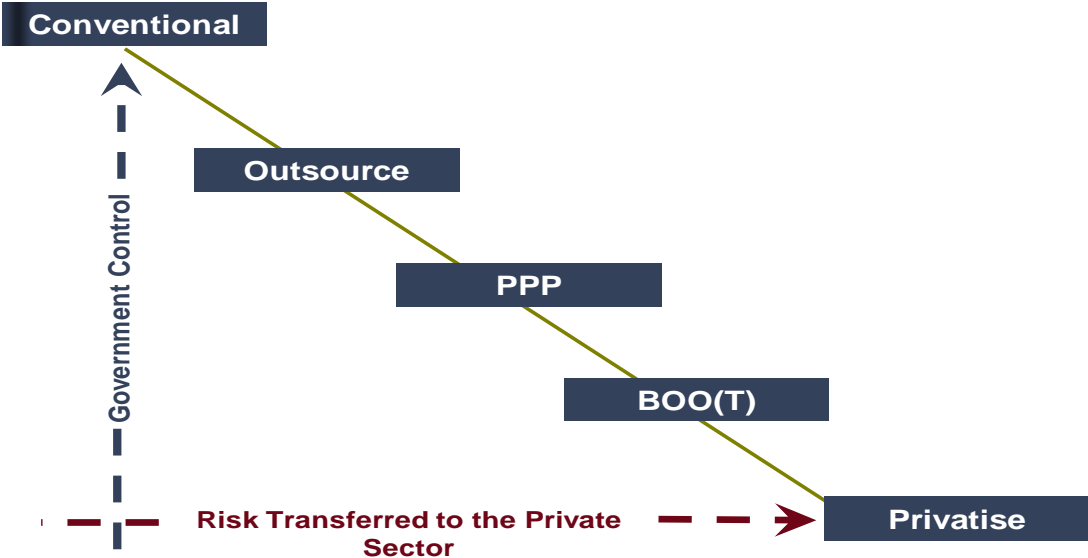 Conventional
Outsource
PPP
Government Control
BOO(T)
Risk Transferred to the Private
Sector
Privatise